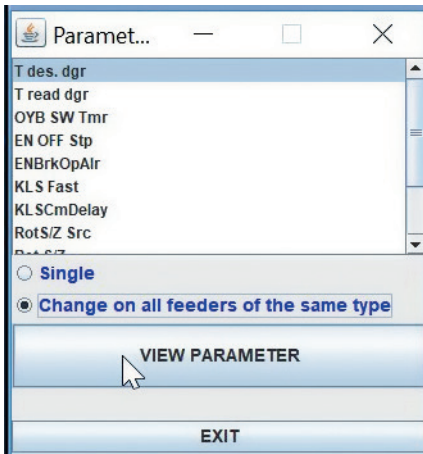 Paramet...
T des. dgr
T read dgr
OYB SW Tmr
EN OFF Stp
ENBrkOpAlr
KLS Fast
KLSCmDelay
RotS/Z Src
Single
Change on all feeders of the same type
VIEW PARAMETER
EXIT